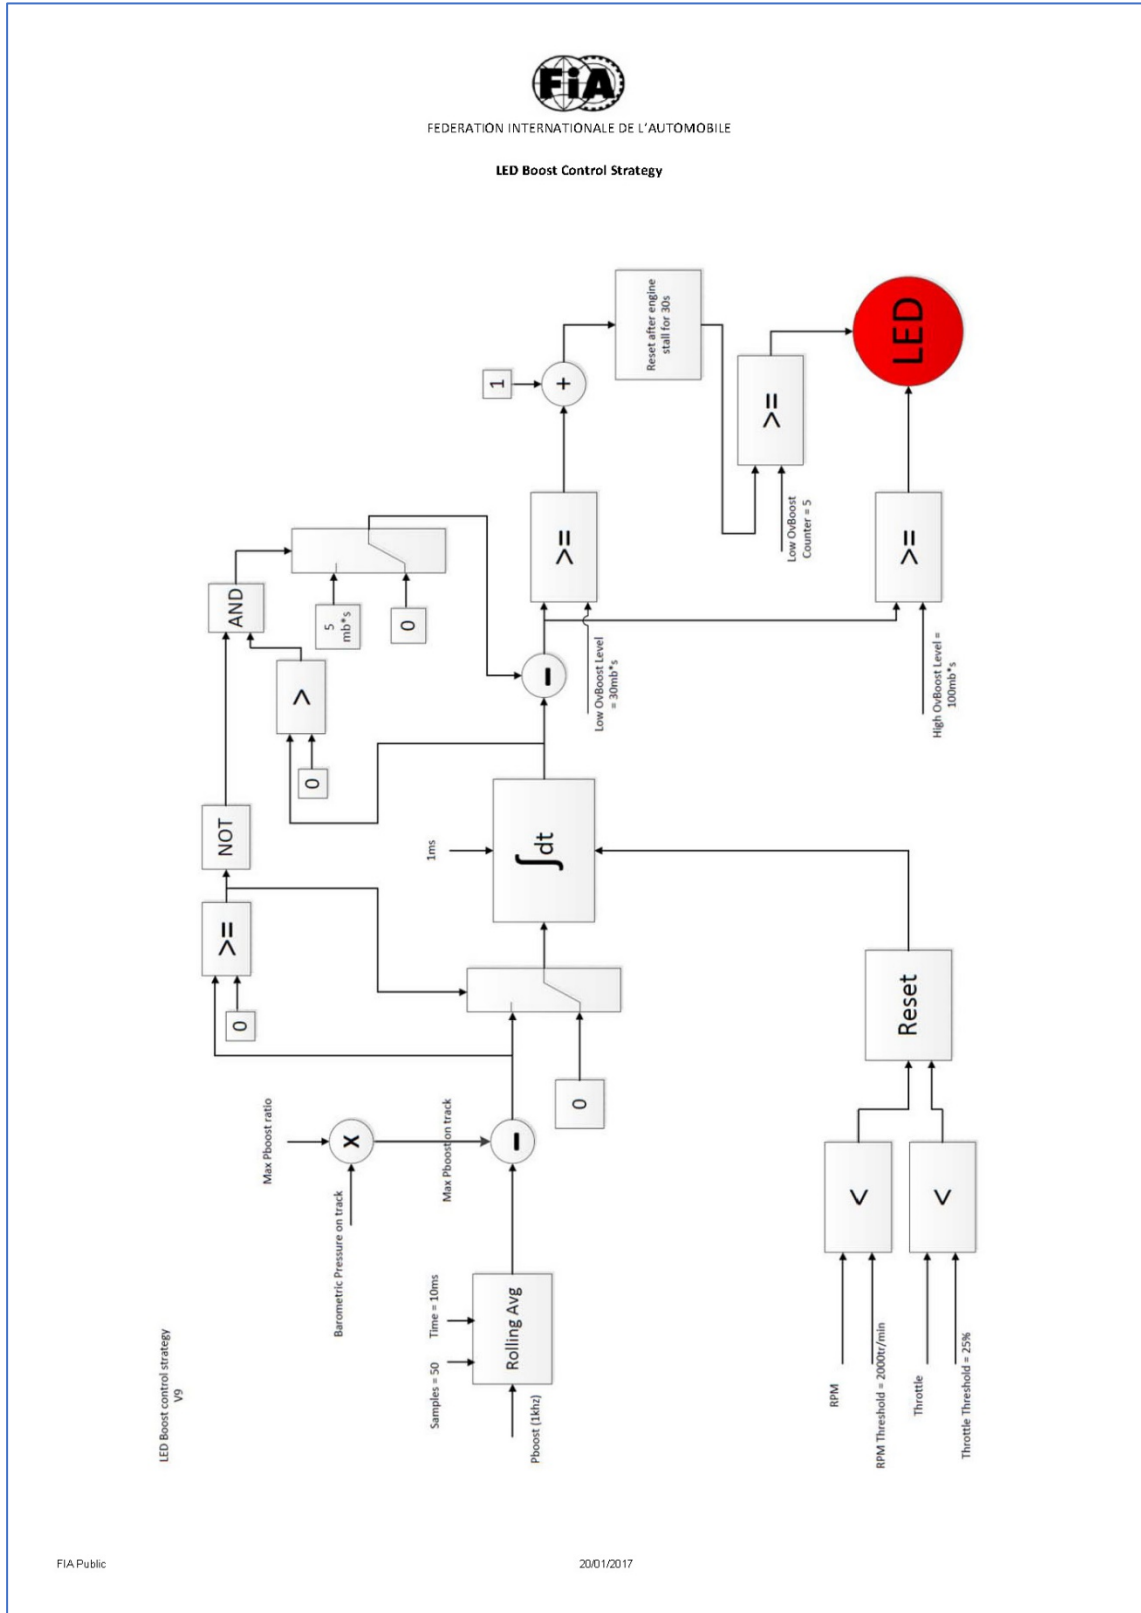 FiA
FEDERATION INTERNATIONALE DE L'AUTOMOBILE
LED Boost Control Strategy
LED Boost control strategy
V9
Pboost (1khz)
Samples = 50
Time = 10ms
Rolling Avg
Barometric Pressure on track
Max Pboost ratio
X
Max Pboost on track
-
0
0
>=
NOT
1ms
∫dt
0
>
AND
5
mb*s
0
-
Low OvBoost Level
= 30mb*s
>=
1
+
Reset after engine
stall for 30s
Low OvBoost
Counter = 5
>=
High OvBoost Level =
100mb*s
>=
LED
RPM
RPM Threshold = 2000tr/min
<
Throttle
Throttle Threshold = 25%
<
Reset
FIA Public
20/01/2017